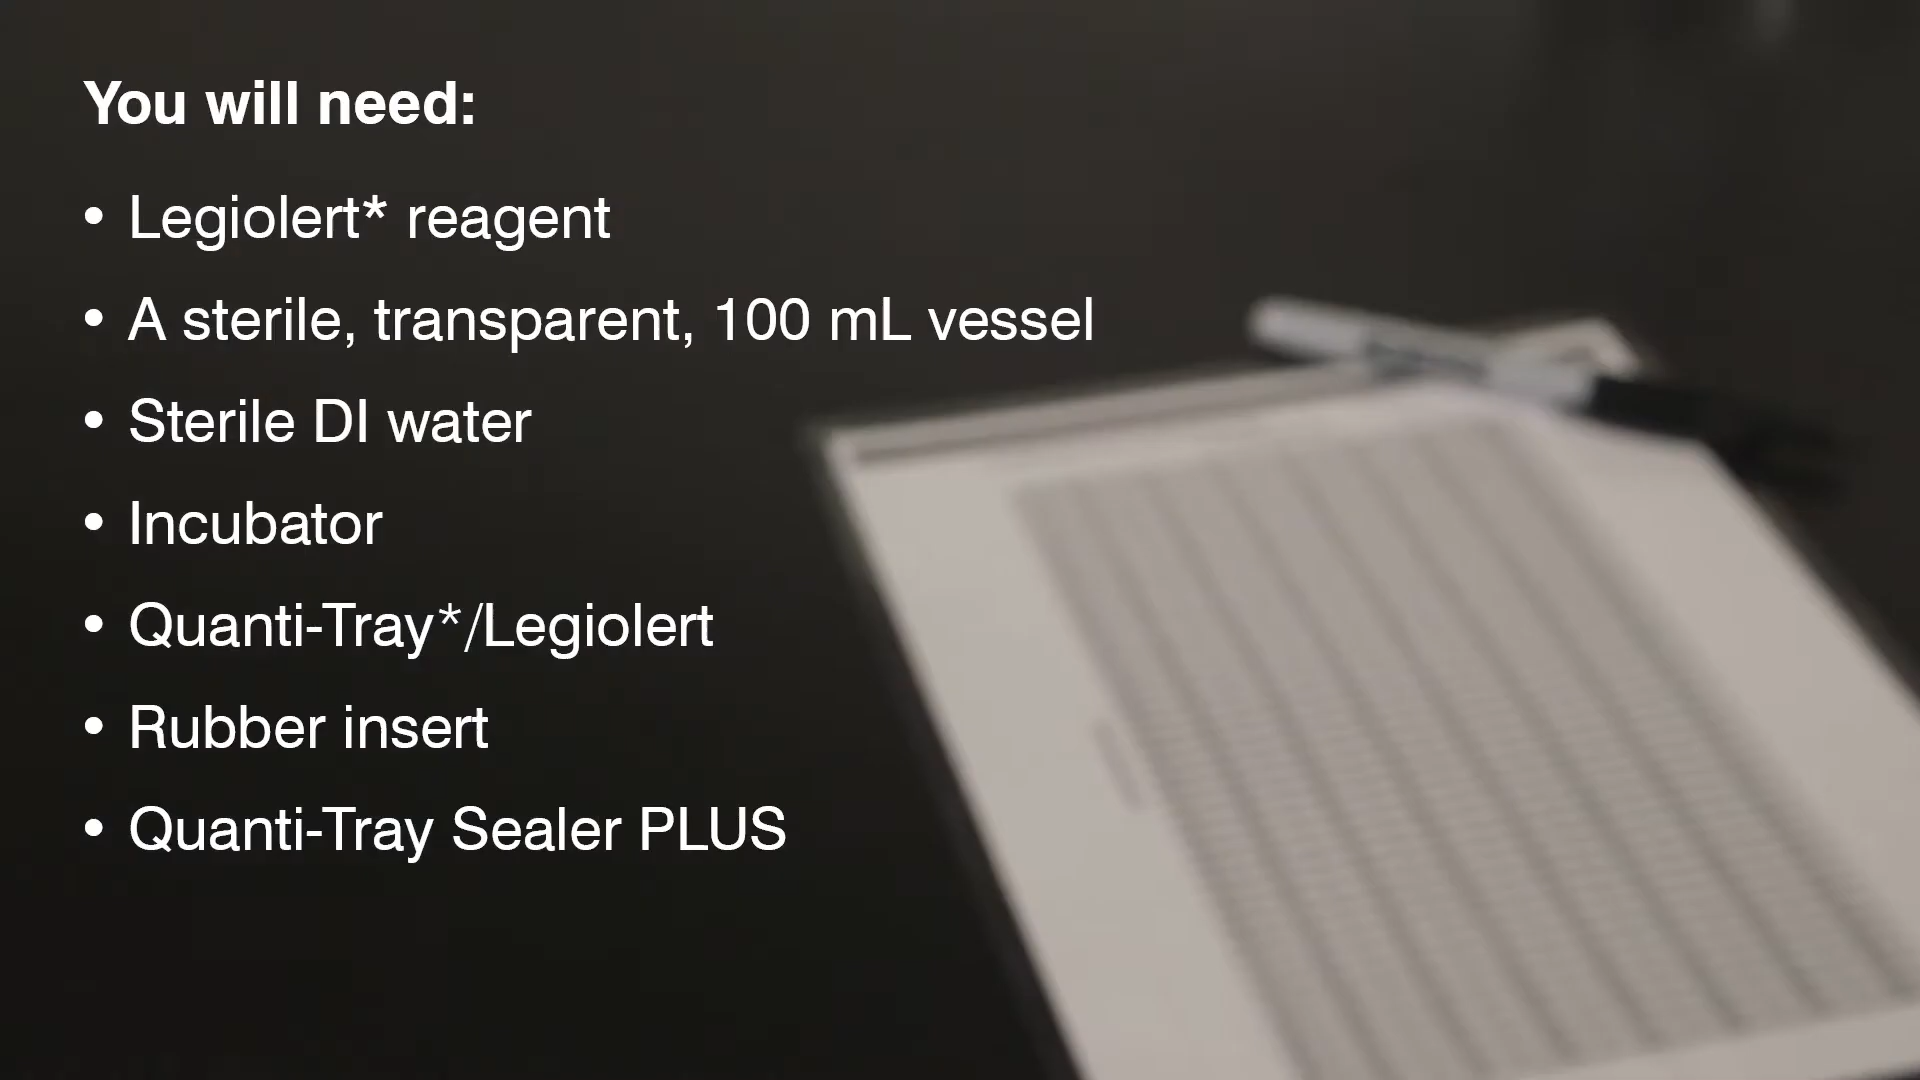 You will need:
• Legiolert* reagent
• A sterile, transparent, 100 mL vessel
• Sterile DI water
• Incubator
• Quanti-Tray*/Legiolert
• Rubber insert
• Quanti-Tray Sealer PLUS